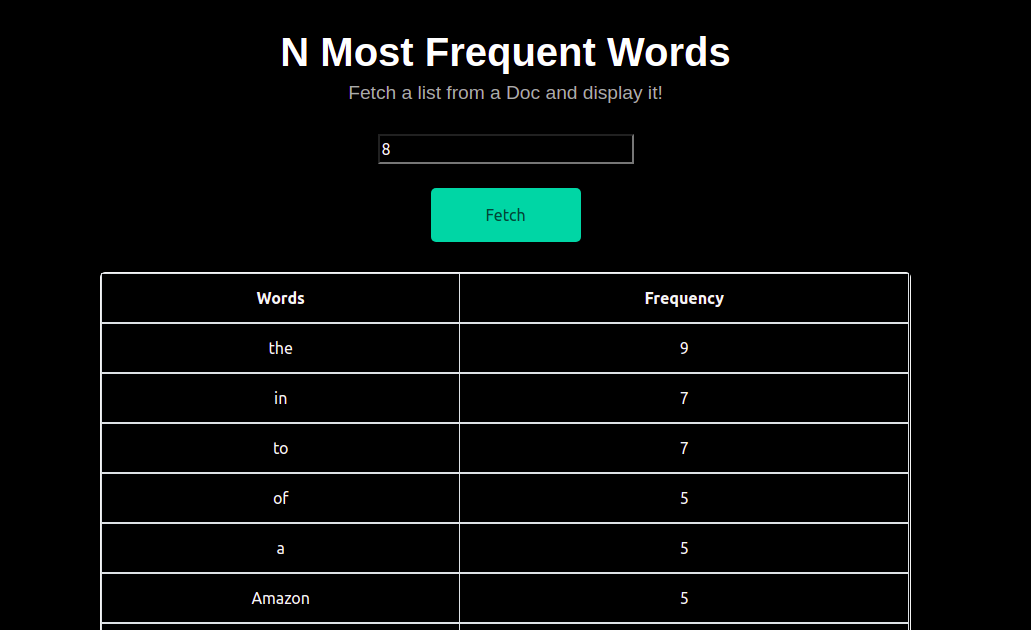 N Most Frequent Words
Fetch a list from a Doc and display it!
8
Fetch
Words Frequency
the 9
in 7
to 7
of 5
a 5
Amazon 5